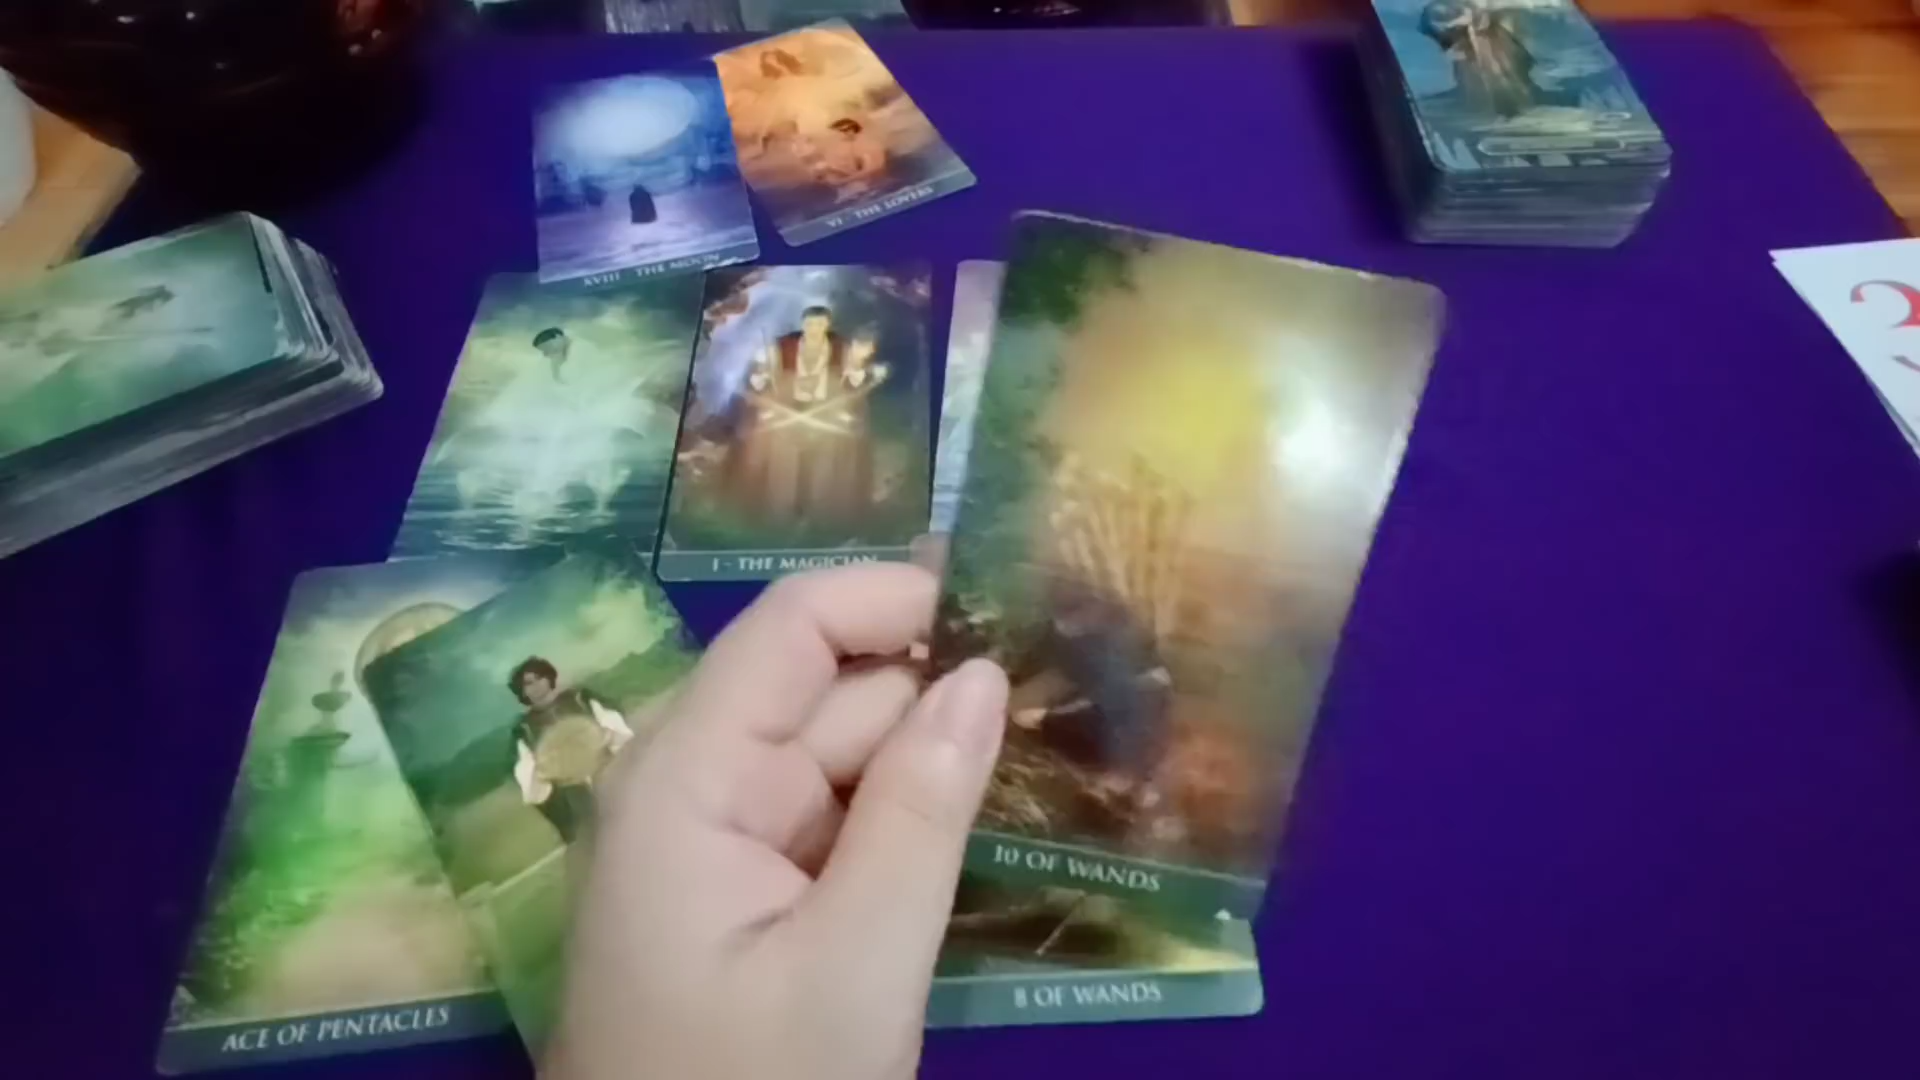 XVIII - THE MOON
VI - THE LOVERS
I - THE MAGICIAN
10 OF WANDS
8 OF WANDS
ACE OF PENTACLES